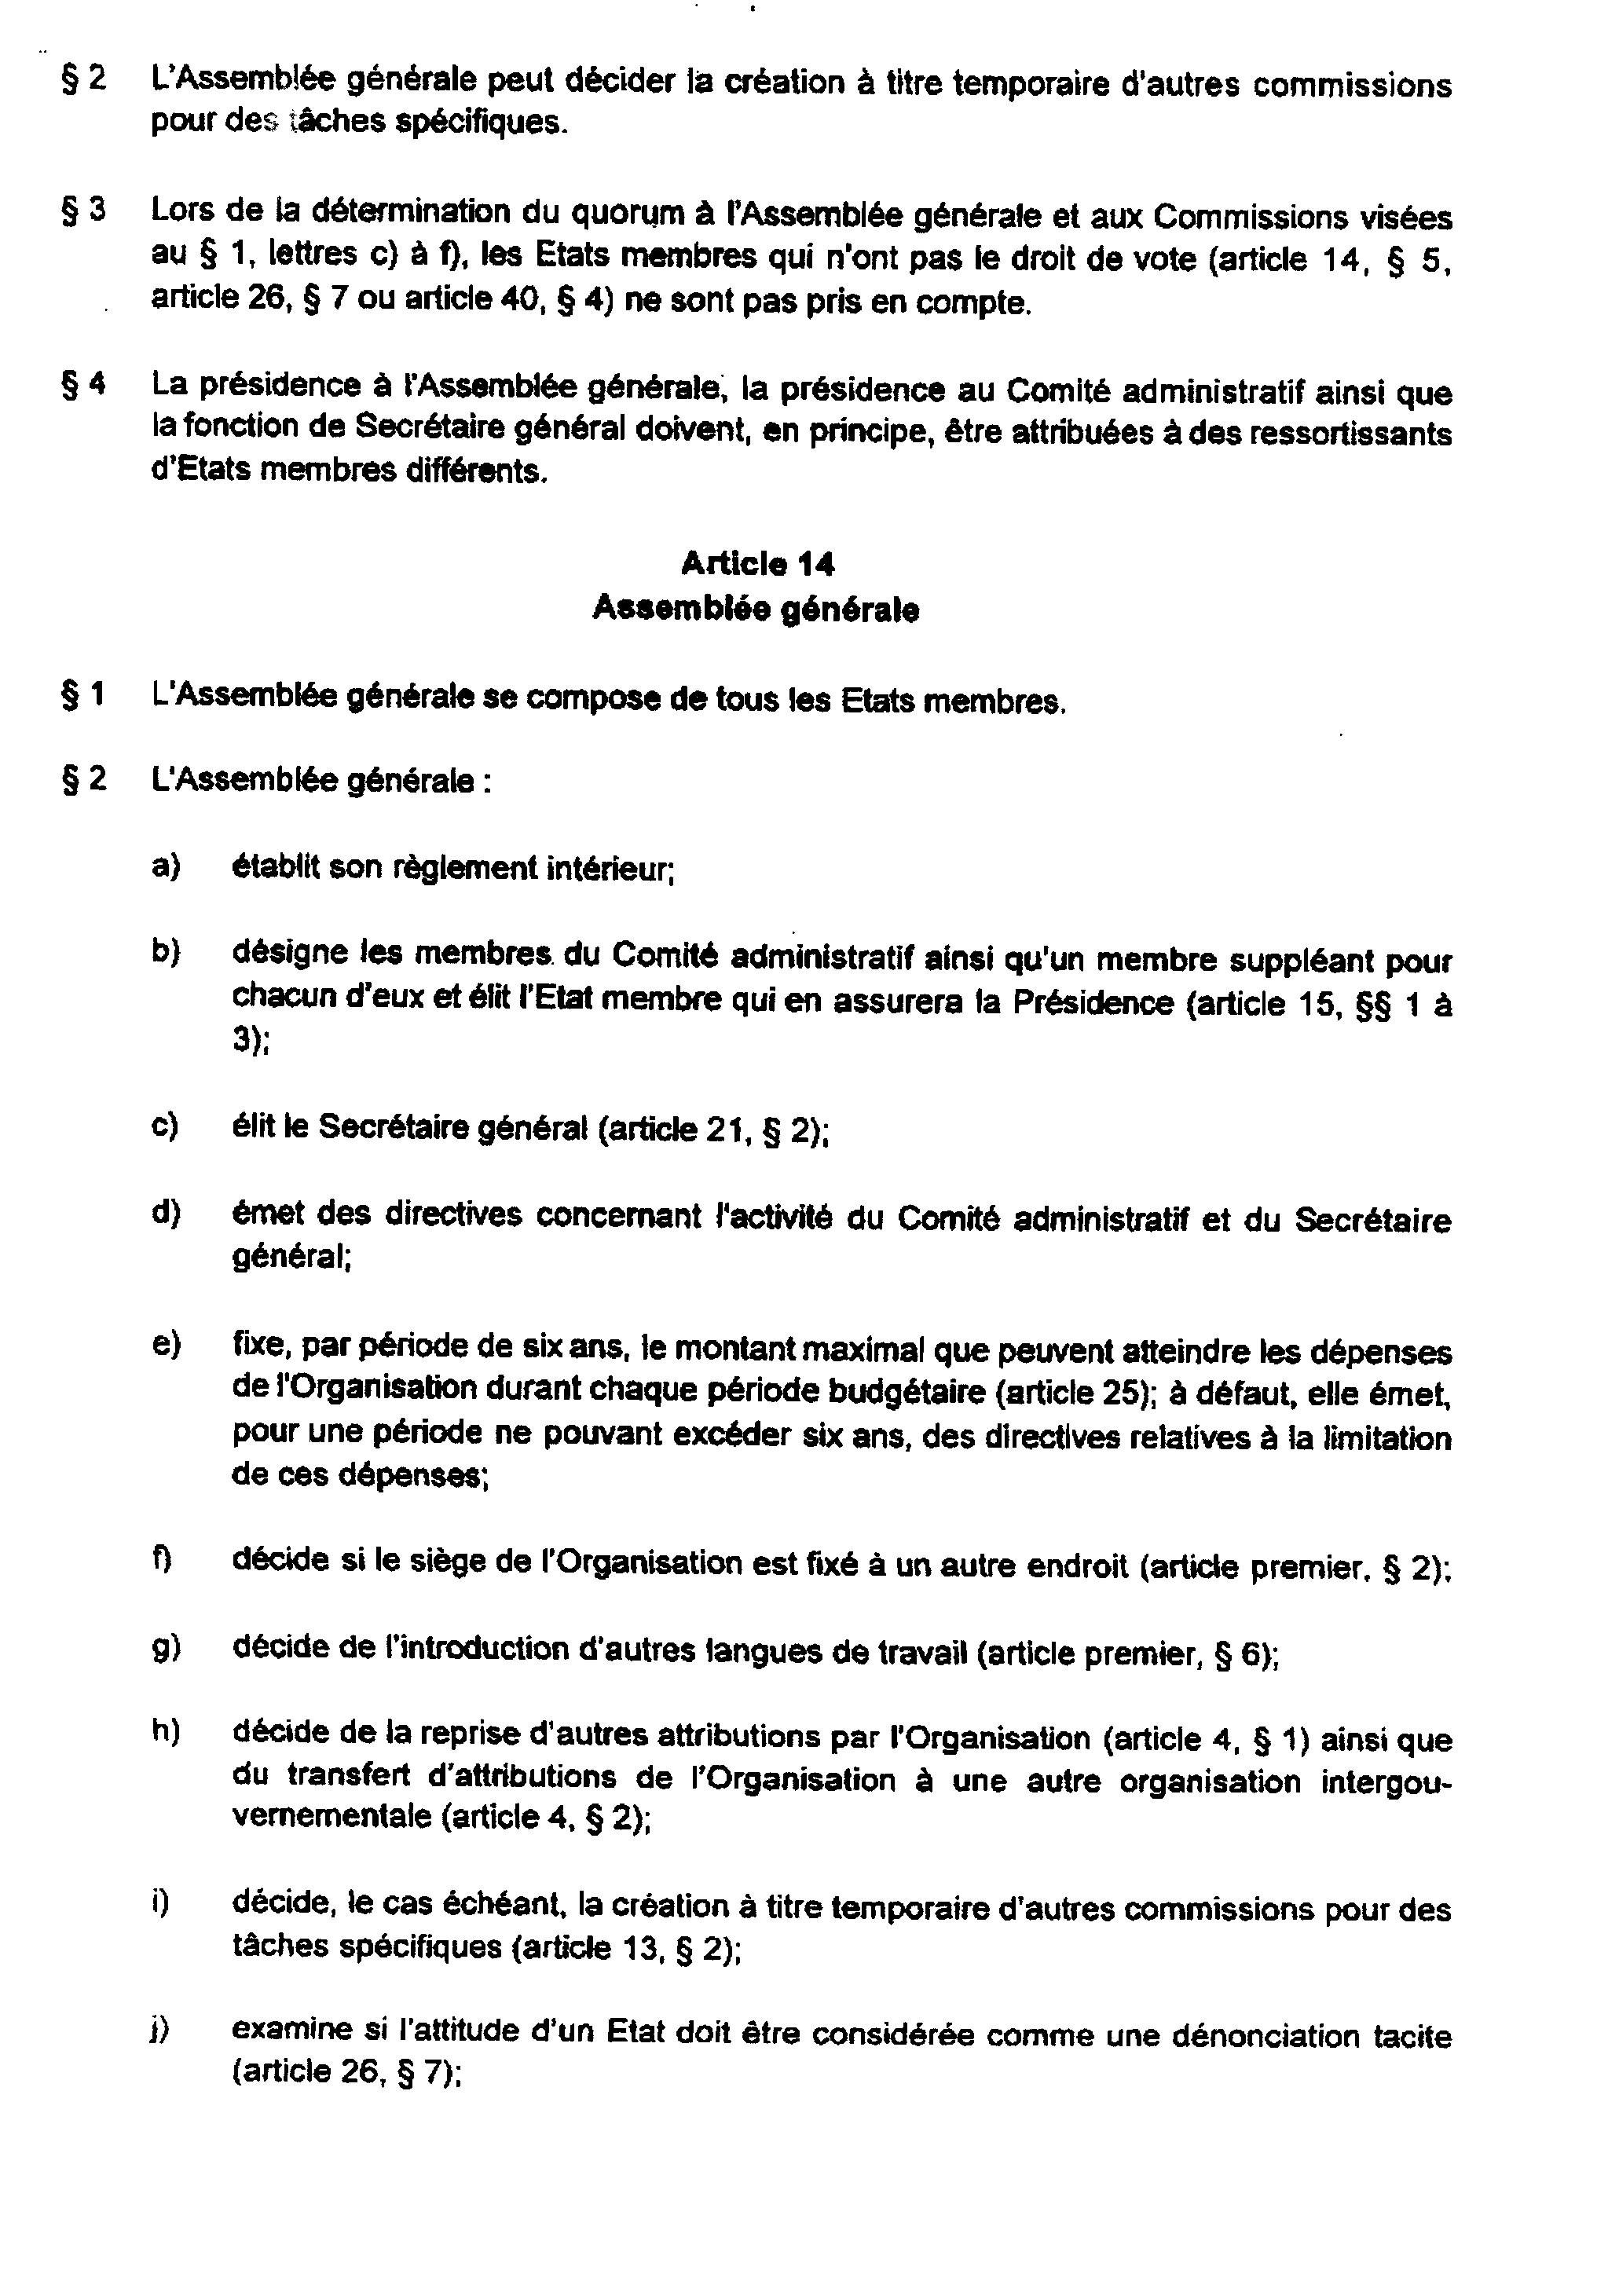 § 2 L'Assemblée générale peut décider la création à titre temporaire d'autres commissions
pour des tâches spécifiques.
§ 3 Lors de la détermination du quorum à l'Assemblée générale et aux Commissions visées
au § 1, lettres c) à f), les Etats membres qui n'ont pas le droit de vote (article 14, § 5,
article 26, § 7 ou article 40, § 4) ne sont pas pris en compte.
§ 4 La présidence à l'Assemblée générale, la présidence au Comité administratif ainsi que
la fonction de Secrétaire général doivent, en principe, être attribuées à des ressortissants
d'Etats membres différents.
Article 14
Assemblée générale
§ 1 L'Assemblée générale se compose de tous les Etats membres.
§ 2 L'Assemblée générale :
a) établit son règlement intérieur;
b) désigne les membres du Comité administratif ainsi qu'un membre suppléant pour
chacun d'eux et élit l'Etat membre qui en assurera la Présidence (article 15, §§ 1 à
3);
c) élit le Secrétaire général (article 21, § 2);
d) émet des directives concernant l'activité du Comité administratif et du Secrétaire
général;
e) fixe, par période de six ans, le montant maximal que peuvent atteindre les dépenses
de l'Organisation durant chaque période budgétaire (article 25); à défaut, elle émet,
pour une période ne pouvant excéder six ans, des directives relatives à la limitation
de ces dépenses;
f) décide si le siège de l'Organisation est fixé à un autre endroit (article premier, § 2);
g) décide de l'introduction d'autres langues de travail (article premier, § 6);
h) décide de la reprise d'autres attributions par l'Organisation (article 4, § 1) ainsi que
du transfert d'attributions de l'Organisation à une autre organisation intergou-
vernementale (article 4, § 2);
i) décide, le cas échéant, la création à titre temporaire d'autres commissions pour des
tâches spécifiques (article 13, § 2);
j) examine si l'attitude d'un Etat doit être considérée comme une dénonciation tacite
(article 26, § 7);